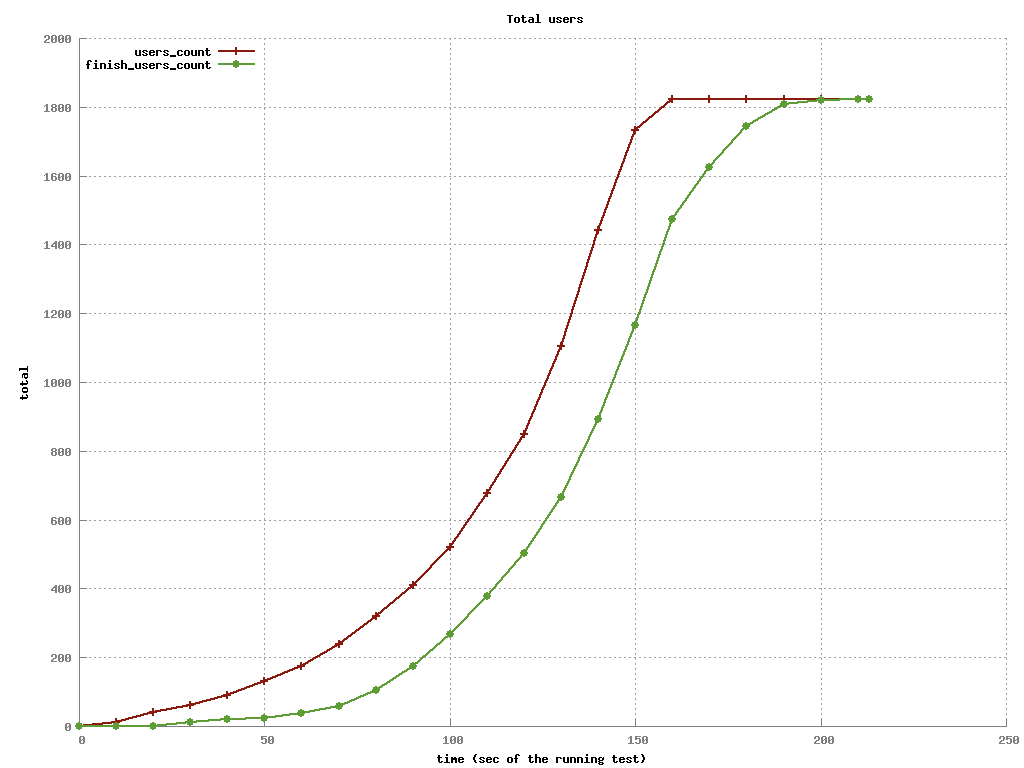 Total users
users_count
finish_users_count
2000
1800
1600
1400
1200
1000
800
600
400
200
0
total
0 50 100 150 200 250
time (sec of the running test)